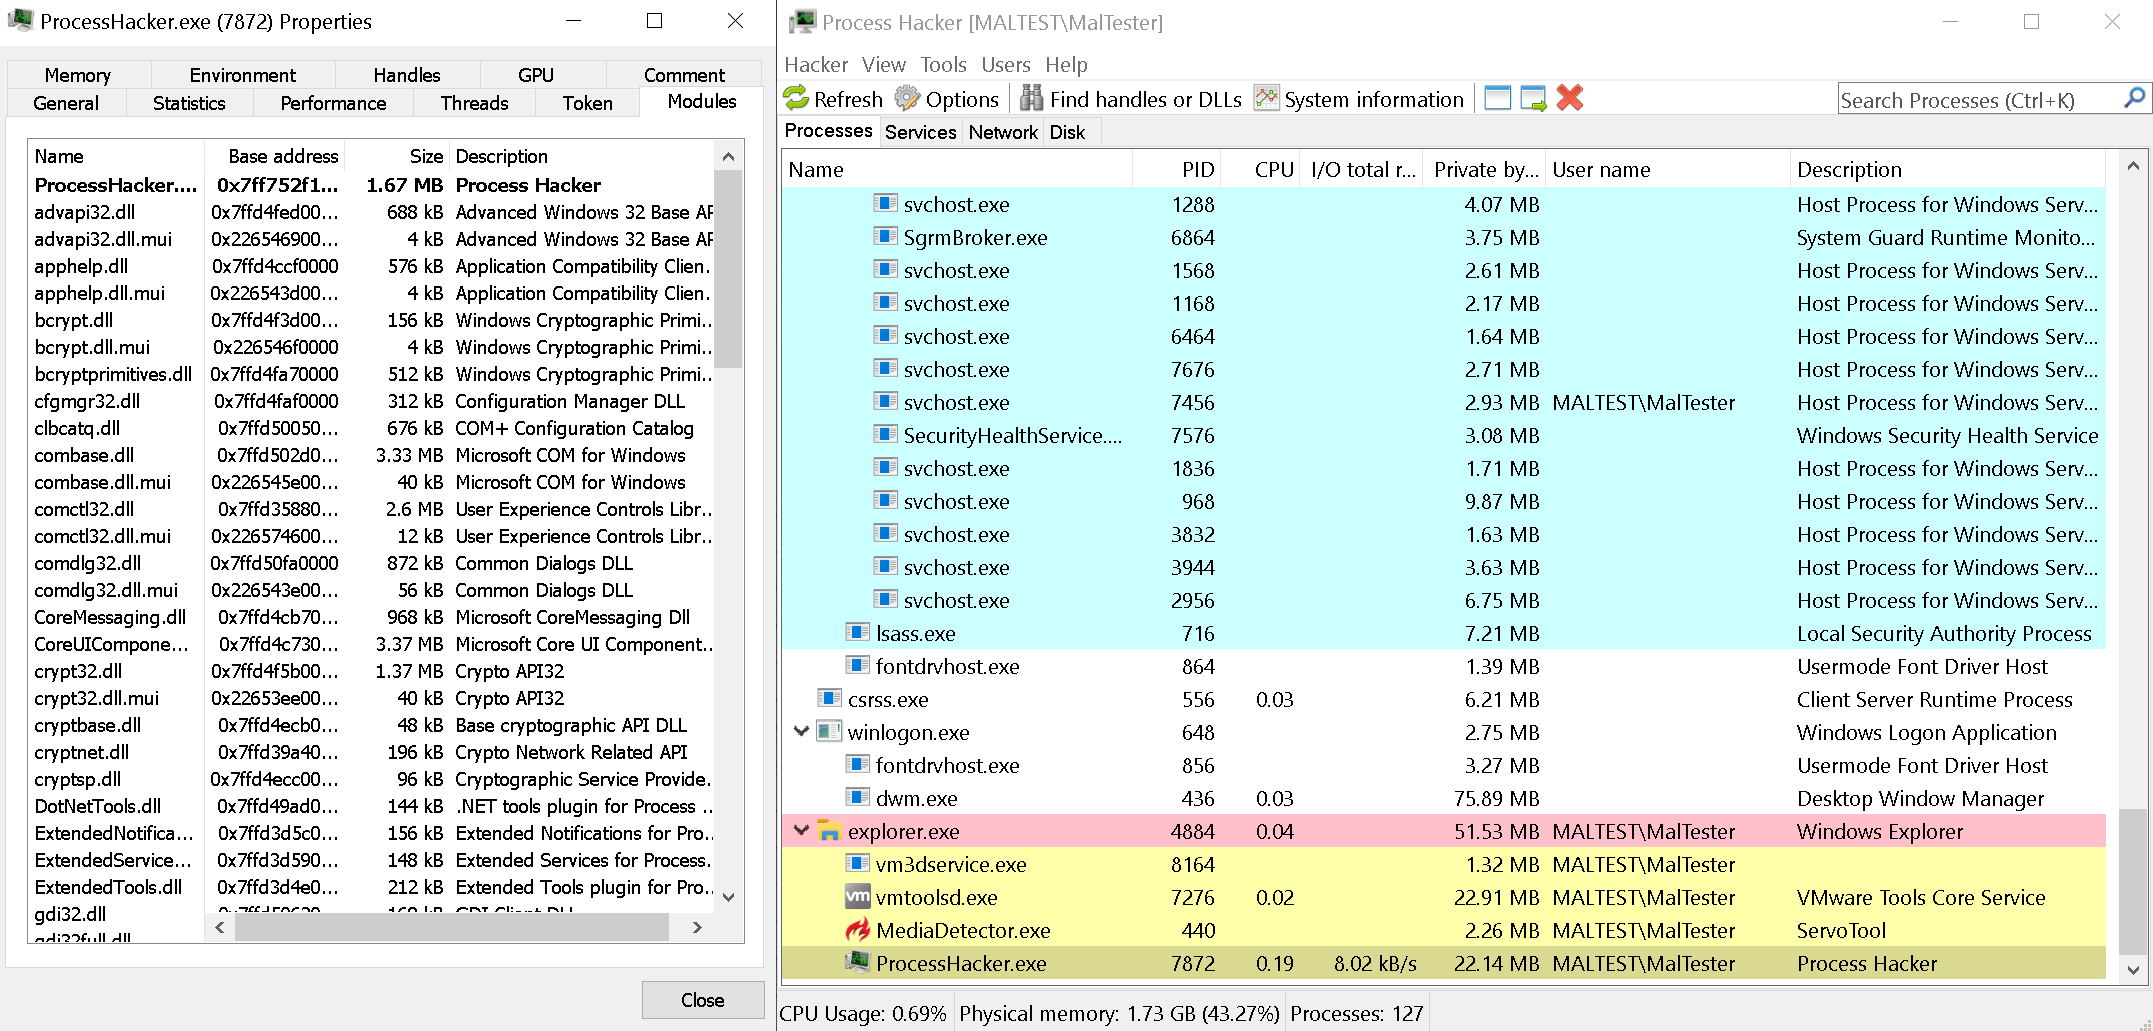 ProcessHacker.exe (7872) Properties
Memory Environment Handles GPU Comment
General Statistics Performance Threads Token Modules
Name Base address Size Description
ProcessHacker.... 0x7ff752f1... 1.67 MB Process Hacker
advapi32.dll 0x7ffd4fed00... 688 kB Advanced Windows 32 Base AP
advapi32.dll.mui 0x226546900... 4 kB Advanced Windows 32 Base AP
apphelp.dll 0x7ffd4ccf0000 576 kB Application Compatibility Clien.
apphelp.dll.mui 0x226543d00... 4 kB Application Compatibility Clien.
bcrypt.dll 0x7ffd4f3d00... 156 kB Windows Cryptographic Primi..
bcrypt.dll.mui 0x226546f0000 4 kB Windows Cryptographic Primi..
bcryptprimitives.dll 0x7ffd4fa70000 512 kB Windows Cryptographic Primi..
cfgmgr32.dll 0x7ffd4faf0000 312 kB Configuration Manager DLL
clbcatq.dll 0x7ffd50050... 676 kB COM+ Configuration Catalog
combase.dll 0x7ffd502d0... 3.33 MB Microsoft COM for Windows
combase.dll.mui 0x226545e00... 40 kB Microsoft COM for Windows
comctl32.dll 0x7ffd35880... 2.6 MB User Experience Controls Libr..
comctl32.dll.mui 0x226574600... 12 kB User Experience Controls Libr..
comdlg32.dll 0x7ffd50fa0000 872 kB Common Dialogs DLL
comdlg32.dll.mui 0x226543e00... 56 kB Common Dialogs DLL
CoreMessaging.dll 0x7ffd4cb70... 968 kB Microsoft CoreMessaging Dll
CoreUICompone... 0x7ffd4c730... 3.37 MB Microsoft Core UI Component..
crypt32.dll 0x7ffd4f5b00... 1.37 MB Crypto API32
crypt32.dll.mui 0x22653ee00... 40 kB Crypto API32
cryptbase.dll 0x7ffd4ecb0... 48 kB Base cryptographic API DLL
cryptnet.dll 0x7ffd39a40... 196 kB Crypto Network Related API
cryptsp.dll 0x7ffd4ecc00... 96 kB Cryptographic Service Provide.
DotNetTools.dll 0x7ffd49ad0... 144 kB .NET tools plugin for Process ..
ExtendedNotifica... 0x7ffd3d5c0... 156 kB Extended Notifications for Pro..
ExtendedService... 0x7ffd3d590... 148 kB Extended Services for Process.
ExtendedTools.dll 0x7ffd3d4e0... 212 kB Extended Tools plugin for Pro..
gdi32.dll 168 kB GDI Client DLL
gdi32full.dll
Close
Process Hacker [MALTEST\MalTester]
Hacker View Tools Users Help
Refresh Options Find handles or DLLs System information Search Processes (Ctrl+K)
Processes Services Network Disk
Name PID CPU I/O total r... Private by... User name Description
svchost.exe 1288 4.07 MB Host Process for Windows Serv...
SgrmBroker.exe 6864 3.75 MB System Guard Runtime Monito...
svchost.exe 1568 2.61 MB Host Process for Windows Serv...
svchost.exe 1168 2.17 MB Host Process for Windows Serv...
svchost.exe 6464 1.64 MB Host Process for Windows Serv...
svchost.exe 7676 2.71 MB Host Process for Windows Serv...
svchost.exe 7456 2.93 MB MALTEST\MalTester Host Process for Windows Serv...
SecurityHealthService.... 7576 3.08 MB Windows Security Health Service
svchost.exe 1836 1.71 MB Host Process for Windows Serv...
svchost.exe 968 9.87 MB Host Process for Windows Serv...
svchost.exe 3832 1.63 MB Host Process for Windows Serv...
svchost.exe 3944 3.63 MB Host Process for Windows Serv...
svchost.exe 2956 6.75 MB Host Process for Windows Serv...
lsass.exe 716 7.21 MB Local Security Authority Process
fontdrvhost.exe 864 1.39 MB Usermode Font Driver Host
csrss.exe 556 0.03 6.21 MB Client Server Runtime Process
winlogon.exe 648 2.75 MB Windows Logon Application
fontdrvhost.exe 856 3.27 MB Usermode Font Driver Host
dwm.exe 436 0.03 75.89 MB Desktop Window Manager
explorer.exe 4884 0.04 51.53 MB MALTEST\MalTester Windows Explorer
vm3dservice.exe 8164 1.32 MB MALTEST\MalTester
vm vmtoolsd.exe 7276 0.02 22.91 MB MALTEST\MalTester VMware Tools Core Service
MediaDetector.exe 440 2.26 MB MALTEST\MalTester ServoTool
ProcessHacker.exe 7872 0.19 8.02 kB/s 22.14 MB MALTEST\MalTester Process Hacker
CPU Usage: 0.69% Physical memory: 1.73 GB (43.27%) Processes: 127